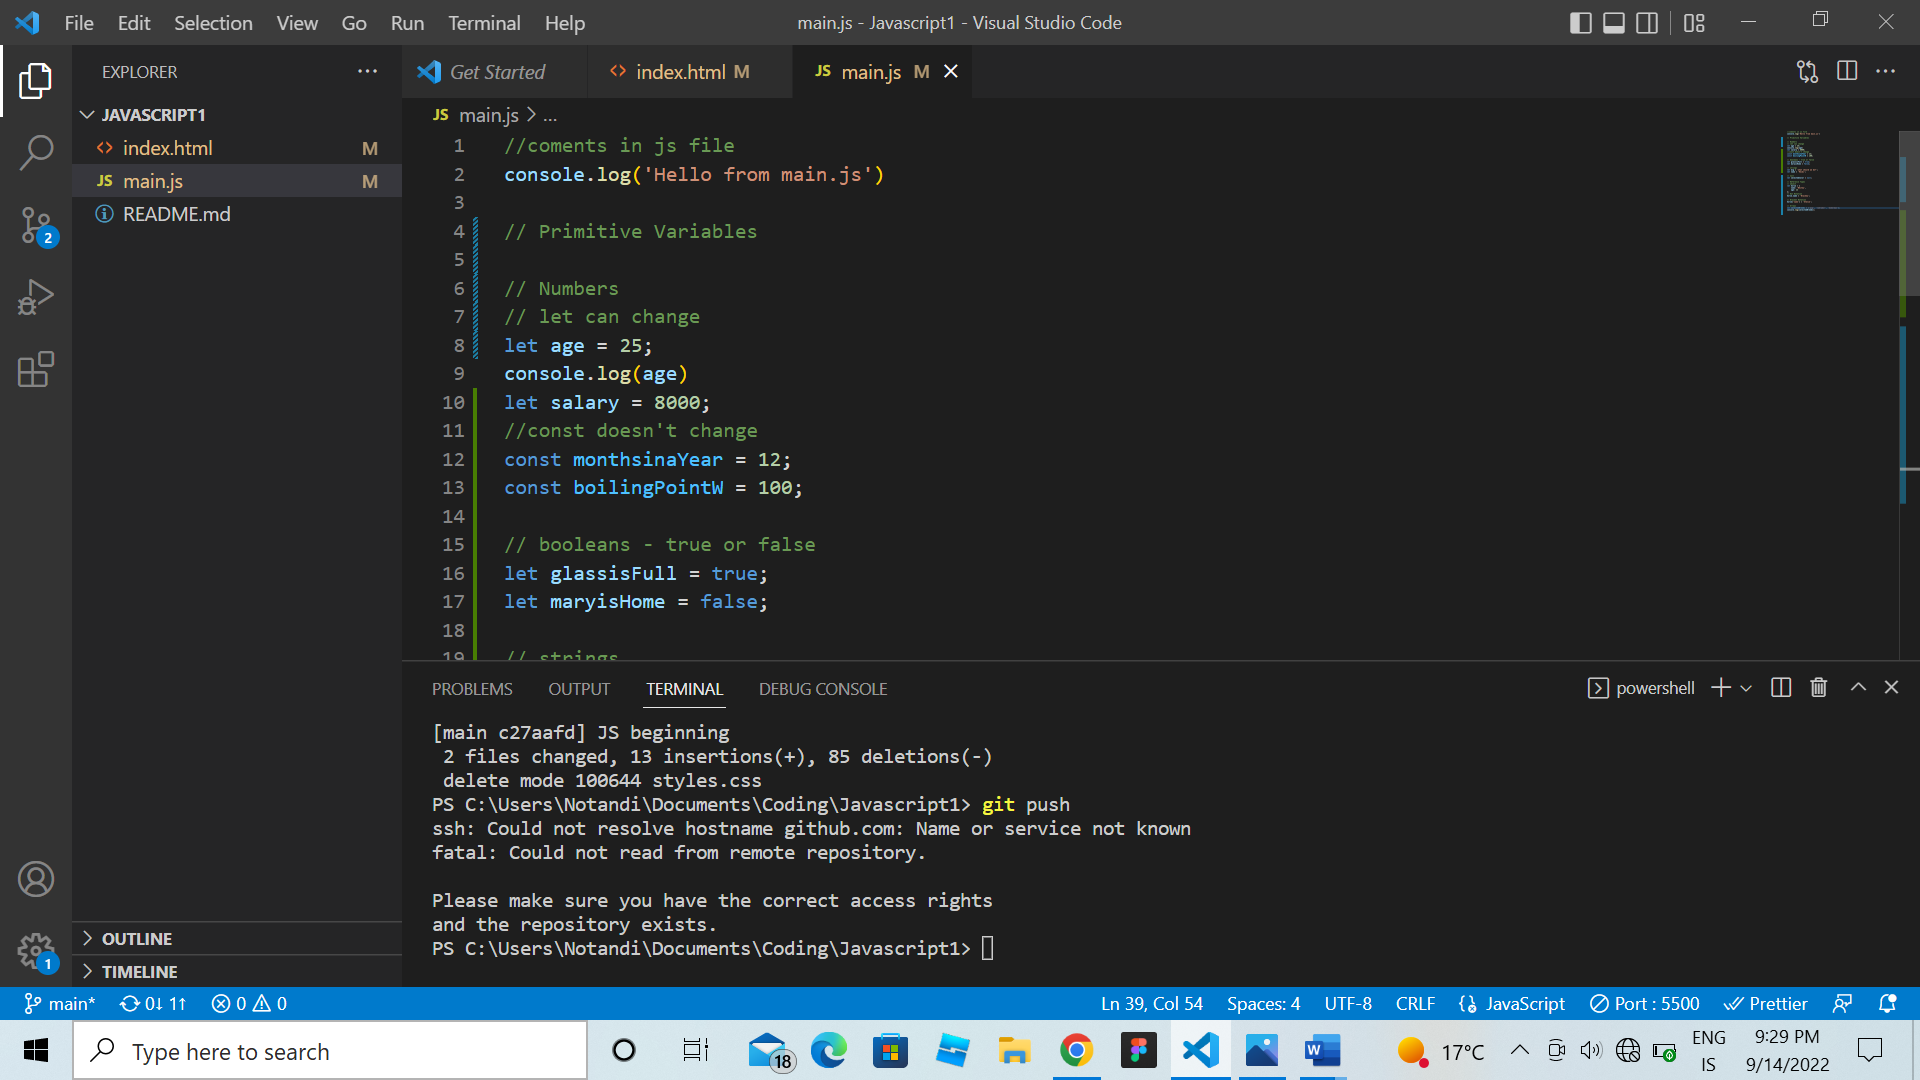 File Edit Selection View Go Run Terminal Help
main.js - Javascript1 - Visual Studio Code
EXPLORER
JAVASCRIPT1
index.html M
main.js M
README.md
2
OUTLINE
TIMELINE
1
Get Started
index.html M
JS main.js M
JS main.js > ...
1 //coments in js file
2 console.log('Hello from main.js')
3
4 // Primitive Variables
5
6 // Numbers
7 // let can change
8 let age = 25;
9 console.log(age)
10 let salary = 8000;
11 //const doesn't change
12 const monthsinaYear = 12;
13 const boilingPointW = 100;
14
15 // booleans - true or false
16 let glassisFull = true;
17 let maryisHome = false;
18
19 // strings
PROBLEMS OUTPUT TERMINAL DEBUG CONSOLE
powershell
[main c27aafd] JS beginning
2 files changed, 13 insertions(+), 85 deletions(-)
delete mode 100644 styles.css
PS C:\Users\Notandi\Documents\Coding\Javascript1> git push
ssh: Could not resolve hostname github.com: Name or service not known
fatal: Could not read from remote repository.
Please make sure you have the correct access rights
and the repository exists.
PS C:\Users\Notandi\Documents\Coding\Javascript1>
main* 0↓ 1↑ 0 0
Ln 39, Col 54 Spaces: 4 UTF-8 CRLF JavaScript Port : 5500 Prettier
Type here to search
18
17°C
ENG
IS
9:29 PM
9/14/2022